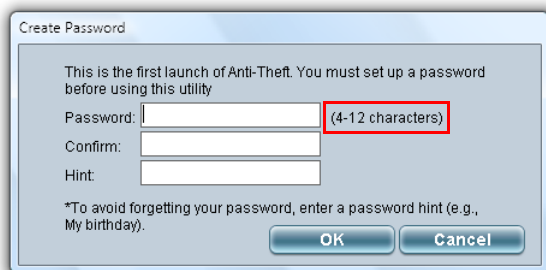 Create Password
This is the first launch of Anti-Theft. You must set up a password
before using this utility
Password: (4-12 characters)
Confirm:
Hint:
*To avoid forgetting your password, enter a password hint (e.g.,
My birthday).
OK Cancel